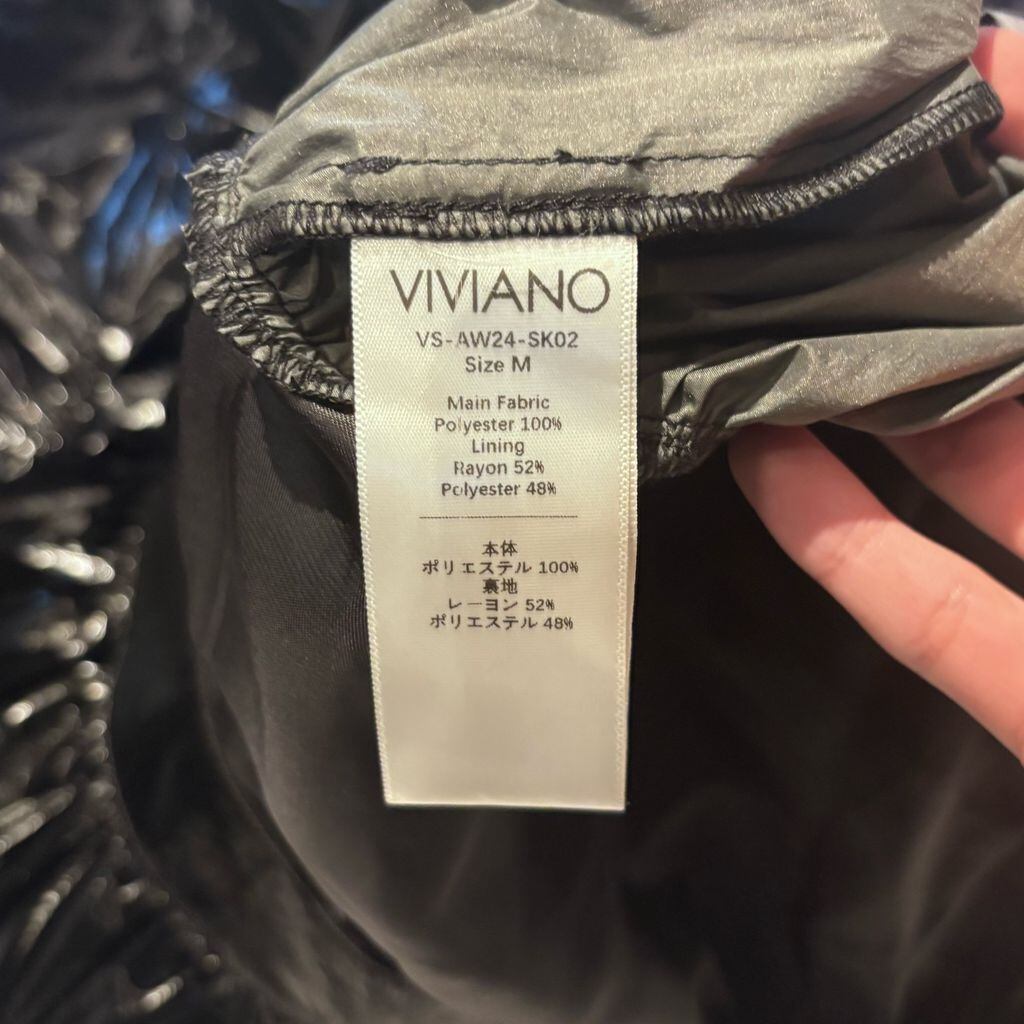 VIVIANO
VS-AW24-SK02
Size M
Main Fabric
Polyester 100%
Lining
Rayon 52%
Polyester 48%
本体
ポリエステル 100%
裏地
レーヨン 52%
ポリエステル 48%